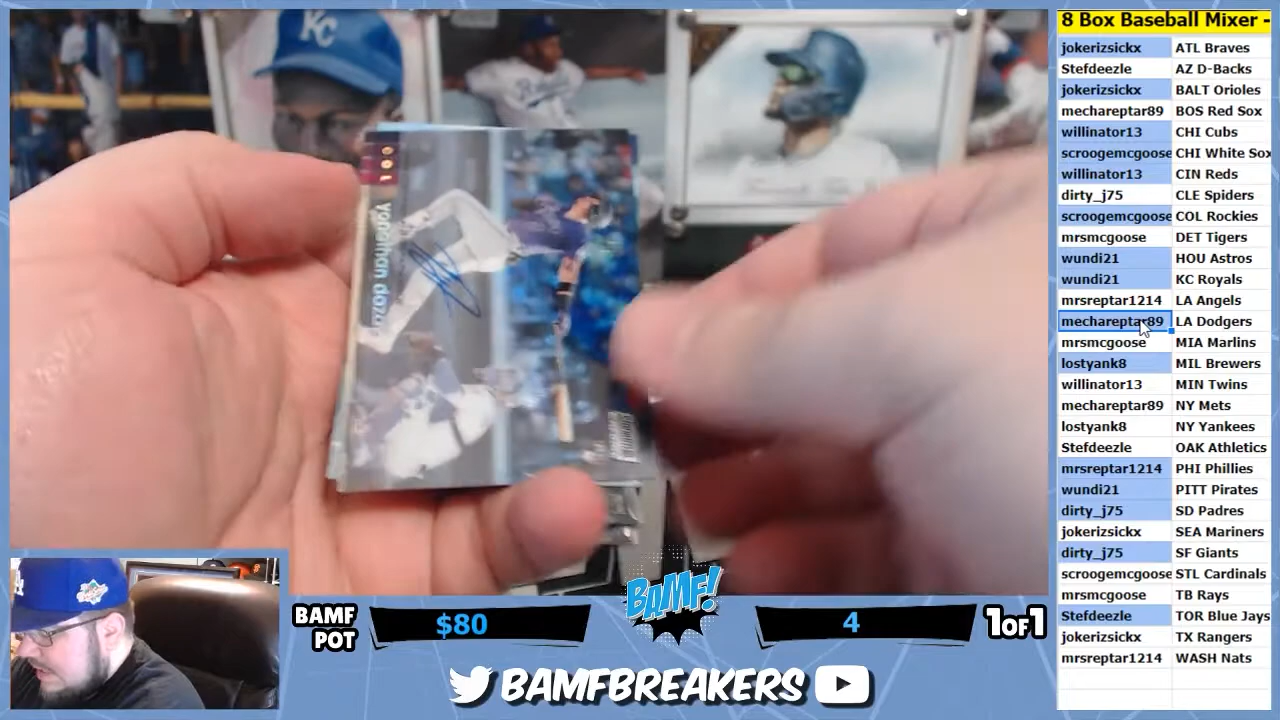 KC
yonathan daza
8 Box Baseball Mixer -
jokerizsickx ATL Braves
Stefdeezle AZ D-Backs
jokerizsickx BALT Orioles
mechareptar89 BOS Red Sox
willinator13 CHI Cubs
scroogemcgoose CHI White Sox
willinator13 CIN Reds
dirty_j75 CLE Spiders
scroogemcgoose COL Rockies
mrsmcgoose DET Tigers
wundi21 HOU Astros
wundi21 KC Royals
mrsreptar1214 LA Angels
mechareptar89 LA Dodgers
mrsmcgoose MIA Marlins
lostyank8 MIL Brewers
willinator13 MIN Twins
mechareptar89 NY Mets
lostyank8 NY Yankees
Stefdeezle OAK Athletics
mrsreptar1214 PHI Phillies
wundi21 PITT Pirates
dirty_j75 SD Padres
jokerizsickx SEA Mariners
dirty_j75 SF Giants
scroogemcgoose STL Cardinals
mrsmcgoose TB Rays
Stefdeezle TOR Blue Jays
jokerizsickx TX Rangers
mrsreptar1214 WASH Nats
BAMF POT
$80
BAMF!
4
1OF1
BAMFBREAKERS